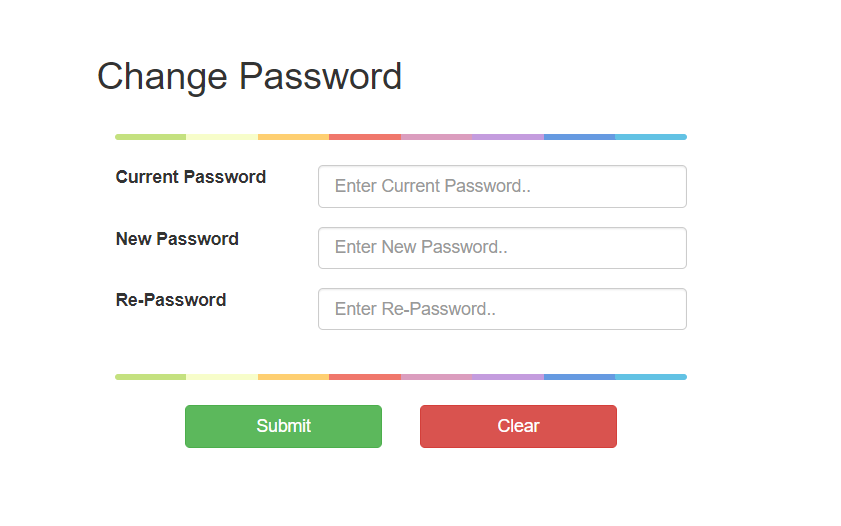 Change Password
Current Password
Enter Current Password..
New Password
Enter New Password..
Re-Password
Enter Re-Password..
Submit
Clear